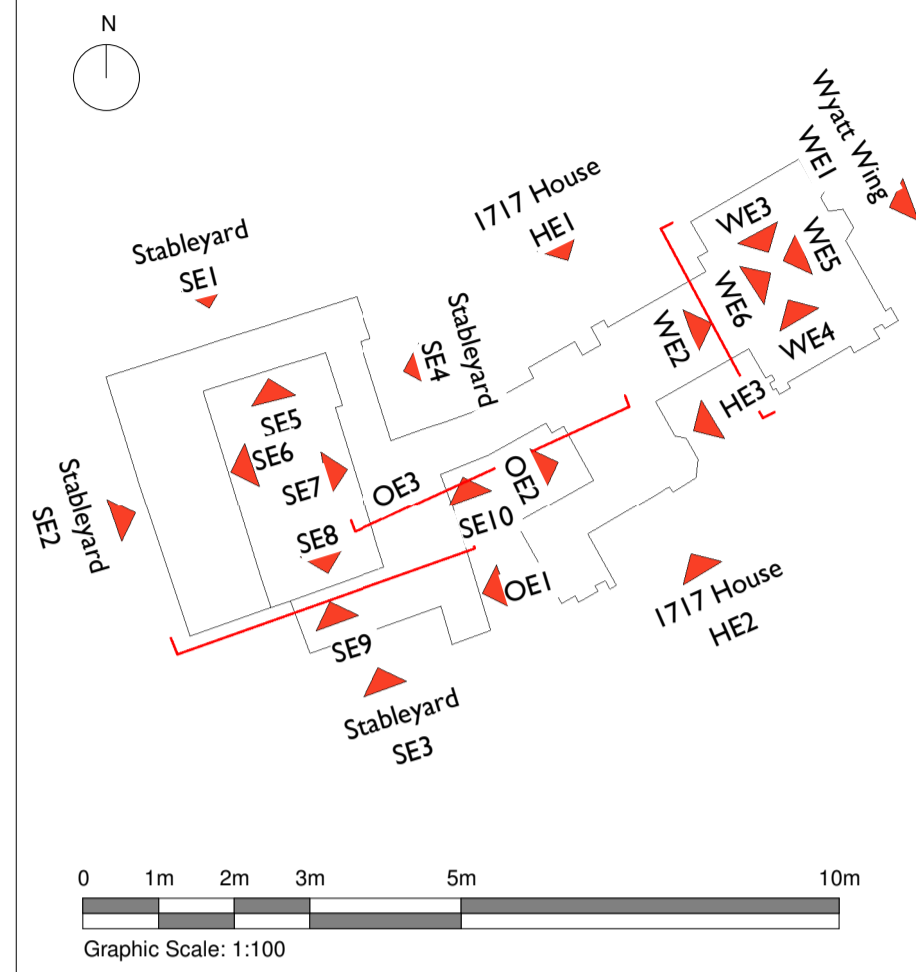 N
Wyatt Wing
WE1
1717 House
HE1
WE3
Stableyard
SE1
WE5
WE6
Stableyard
SE4
WE2
WE4
HE3
SE5
SE6
SE7
OE3
OE2
Stableyard
SE2
SE10
SE8
OE1
1717 House
HE2
SE9
Stableyard
SE3
0 1m 2m 3m 5m 10m
Graphic Scale: 1:100